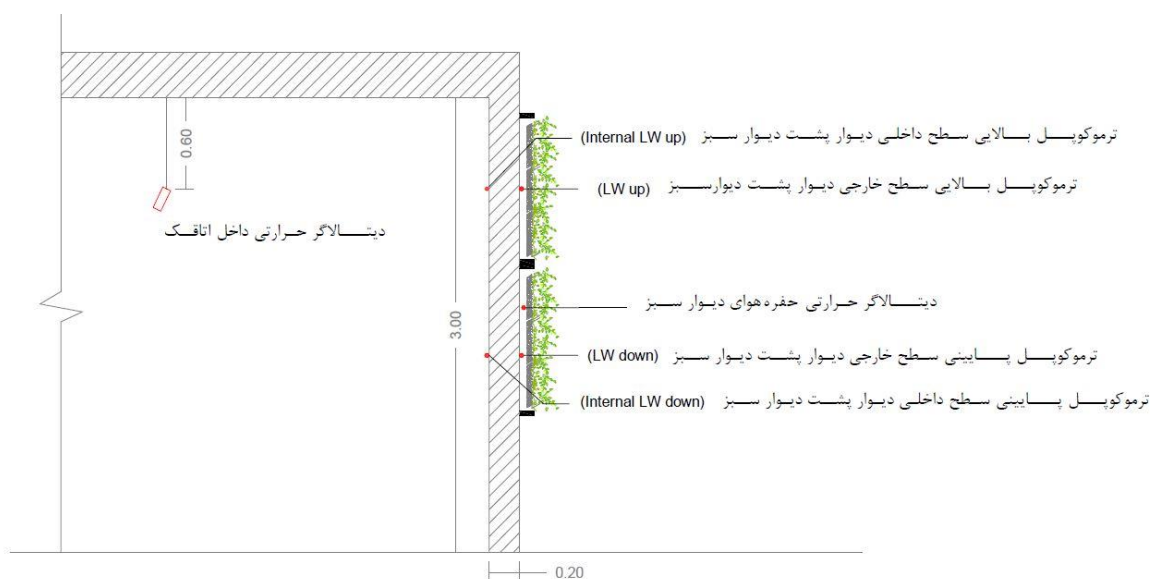 0.60
ترموکوپل بالایی سطح داخلی دیوار پشت دیوار سبز (Internal LW up)
ترموکوپل بالایی سطح خارجی دیوار پشت دیوارسبز (LW up)
دیتالاگر حرارتی داخل اتاقک
دیتالاگر حرارتی حفره هوای دیوار سبز
3.00
ترموکوپل پایینی سطح خارجی دیوار پشت دیوار سبز (LW down)
ترموکوپل پایینی سطح داخلی دیوار پشت دیوار سبز (Internal LW down)
0.20